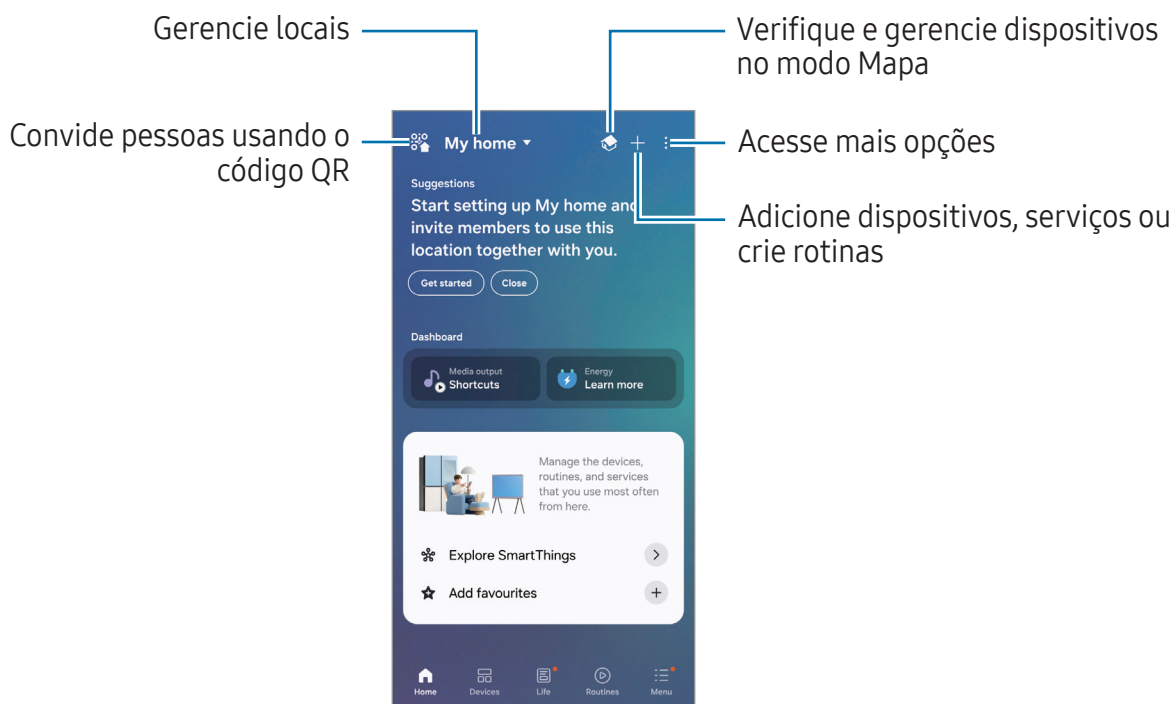 Gerencie locais
Verifique e gerencie dispositivos
no modo Mapa
Convide pessoas usando o
código QR
My home
Acesse mais opções
Adicione dispositivos, serviços ou
crie rotinas
Suggestions
Start setting up My home and
invite members to use this
location together with you.
Get started
Close
Dashboard
Media output
Shortcuts
Energy
Learn more
Manage the devices,
routines, and services
that you use most often
from here.
Explore SmartThings
Add favourites
Home
Devices
Life
Routines
Menu